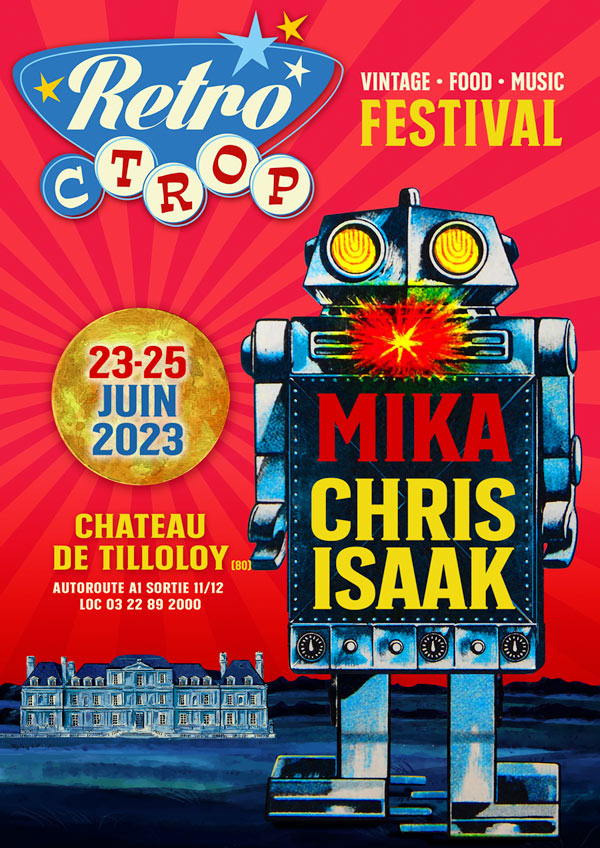 Retro
C TROP
VINTAGE • FOOD • MUSIC
FESTIVAL
23-25
JUIN
2023
MIKA
CHRIS
ISAAK
CHATEAU
DE TILLOLOY (80)
AUTOROUTE A1 SORTIE 11/12
LOC 03 22 89 2000